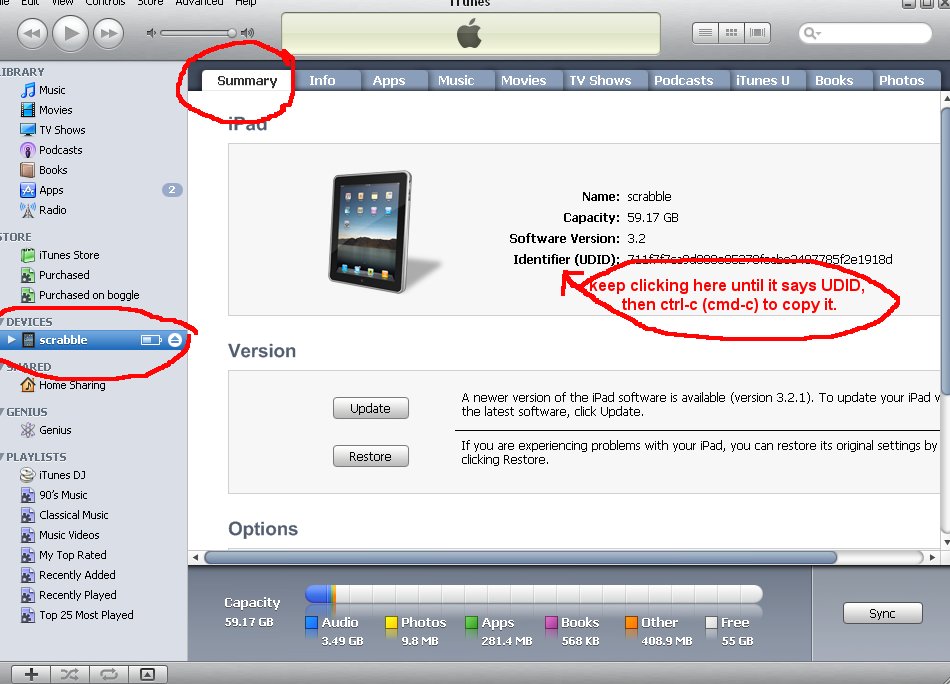 Edit View Controls Store Advanced Help
iTunes
Summary Info Apps Music Movies TV Shows Podcasts iTunes U Books Photos
LIBRARY
Music
Movies
TV Shows
Podcasts
Books
Apps 2
Radio
STORE
iTunes Store
Purchased
Purchased on boggle
DEVICES
scrabble
SHARED
Home Sharing
GENIUS
Genius
PLAYLISTS
iTunes DJ
90's Music
Classical Music
Music Videos
My Top Rated
Recently Added
Recently Played
Top 25 Most Played
iPad
Name: scrabble
Capacity: 59.17 GB
Software Version: 3.2
Identifier (UDID):
keep clicking here until it says UDID,
then ctrl-c (cmd-c) to copy it.
Version
Update
A newer version of the iPad software is available (version 3.2.1). To update your iPad
the latest software, click Update.
Restore
If you are experiencing problems with your iPad, you can restore its original settings by
clicking Restore.
Options
Capacity
59.17 GB
Audio
3.49 GB
Photos
9.8 MB
Apps
281.4 MB
Books
568 KB
Other
408.9 MB
Free
55 GB
Sync